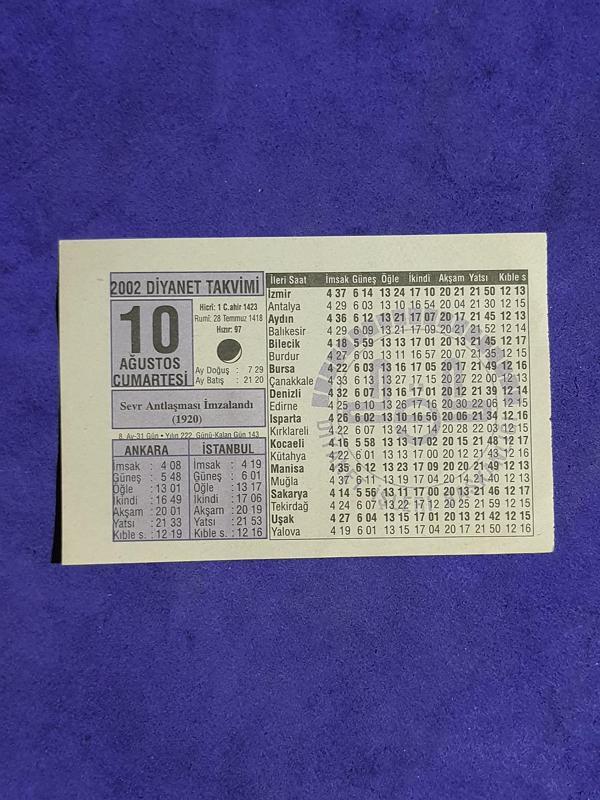 2002 DİYANET TAKVİMİ
10
AĞUSTOS
CUMARTESİ
Hicrî: 1 C.ahir 1423
Rumî: 28 Temmuz 1418
Hızır: 97
Ay Doğuş : 7 29
Ay Batış : 21 20
Sevr Antlaşması İmzalandı
(1920)
8. Ay-31 Gün • Yılın 222. Günü-Kalan Gün 143
ANKARA
İmsak : 4 08
Güneş : 5 48
Öğle : 13 01
İkindi : 16 49
Akşam : 20 01
Yatsı : 21 33
Kıble s. : 12 19
İSTANBUL
İmsak : 4 19
Güneş : 6 01
Öğle : 13 17
İkindi : 17 06
Akşam : 20 19
Yatsı : 21 53
Kıble s. : 12 16
İleri Saat İmsak Güneş Öğle İkindi Akşam Yatsı Kıble s
İzmir 4 37 6 14 13 24 17 10 20 21 21 50 12 13
Antalya 4 29 6 03 13 10 16 54 20 04 21 30 12 15
Aydın 4 36 6 12 13 21 17 07 20 17 21 45 12 13
Balıkesir 4 29 6 09 13 21 17 09 20 21 21 52 12 14
Bilecik 4 18 5 59 13 13 17 01 20 13 21 45 12 17
Burdur 4 27 6 03 13 11 16 57 20 07 21 35 12 15
Bursa 4 22 6 03 13 16 17 05 20 17 21 49 12 16
Çanakkale 4 33 6 13 13 27 17 15 20 27 22 00 12 13
Denizli 4 32 6 07 13 16 17 01 20 12 21 39 12 14
Edirne 4 25 6 10 13 26 17 16 20 30 22 06 12 15
Isparta 4 26 6 02 13 10 16 56 20 06 21 34 12 16
Kırklareli 4 22 6 07 13 24 17 14 20 28 22 03 12 15
Kocaeli 4 16 5 58 13 13 17 02 20 15 21 48 12 17
Kütahya 4 22 6 01 13 13 17 00 20 12 21 43 12 16
Manisa 4 35 6 12 13 23 17 09 20 20 21 49 12 13
Muğla 4 37 6 11 13 19 17 04 20 14 21 40 12 13
Sakarya 4 14 5 56 13 11 17 00 20 13 21 46 12 17
Tekirdağ 4 24 6 07 13 22 17 12 20 25 21 59 12 15
Uşak 4 27 6 04 13 15 17 01 20 13 21 42 12 15
Yalova 4 19 6 01 13 15 17 04 20 17 21 50 12 16